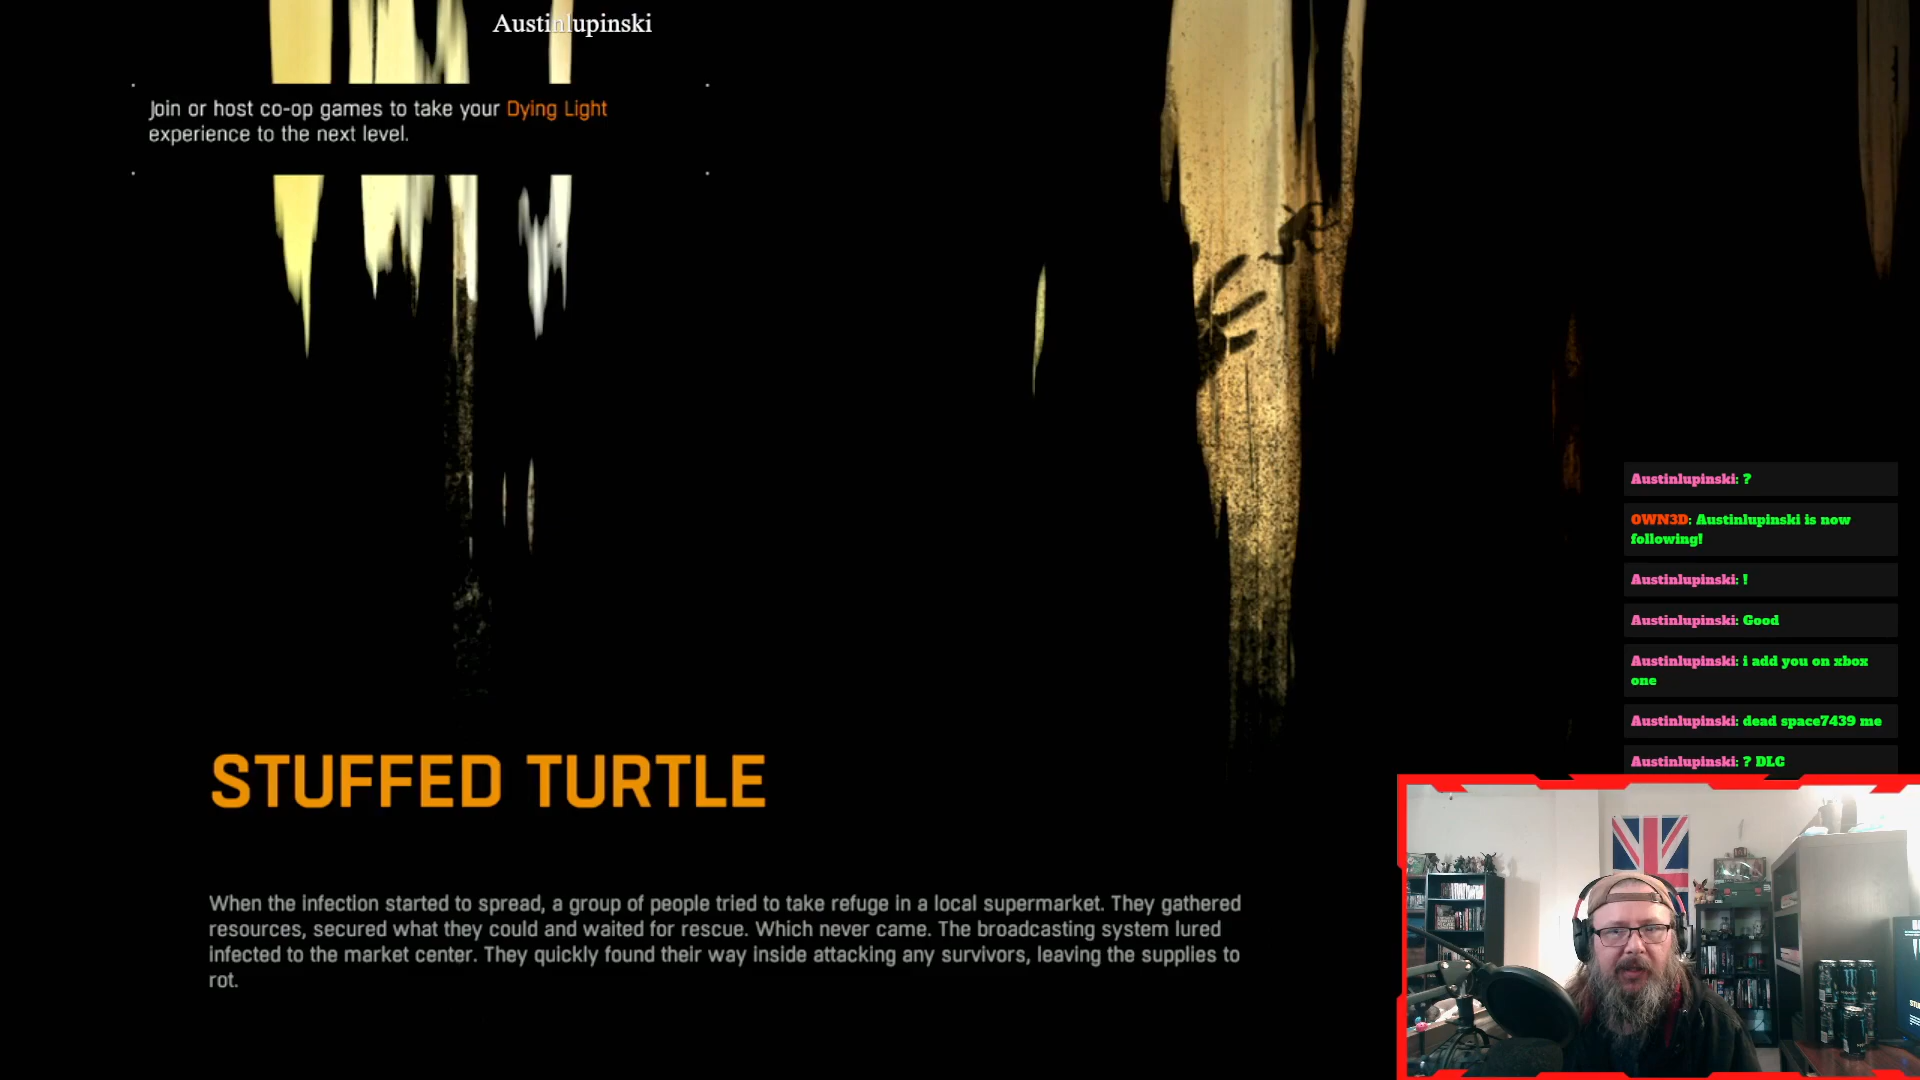 Austinlupinski
Join or host co-op games to take your Dying Light
experience to the next level.
Austinlupinski: ?
OWN3D: Austinlupinski is now
following!
Austinlupinski: !
Austinlupinski: Good
Austinlupinski: i add you on xbox
one
Austinlupinski: dead space7439 me
Austinlupinski: ? DLC
STUFFED TURTLE
When the infection started to spread, a group of people tried to take refuge in a local supermarket. They gathered
resources, secured what they could and waited for rescue. Which never came. The broadcasting system lured
infected to the market center. They quickly found their way inside attacking any survivors, leaving the supplies to
rot.